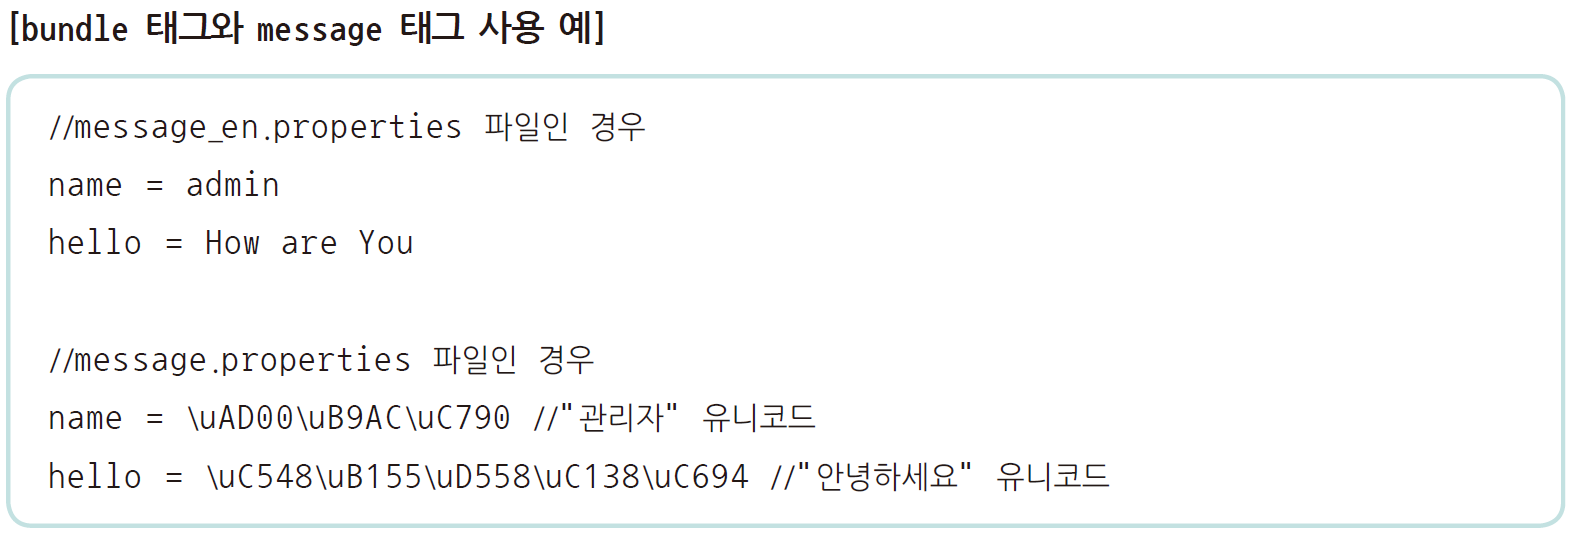 [bundle 태그와 message 태그 사용 예]
//message_en.properties 파일인 경우
name = admin
hello = How are You
//message.properties 파일인 경우
name = \uAD00\uB9AC\uC790 //"관리자" 유니코드
hello = \uC548\uB155\uD558\uC138\uC694 //"안녕하세요" 유니코드